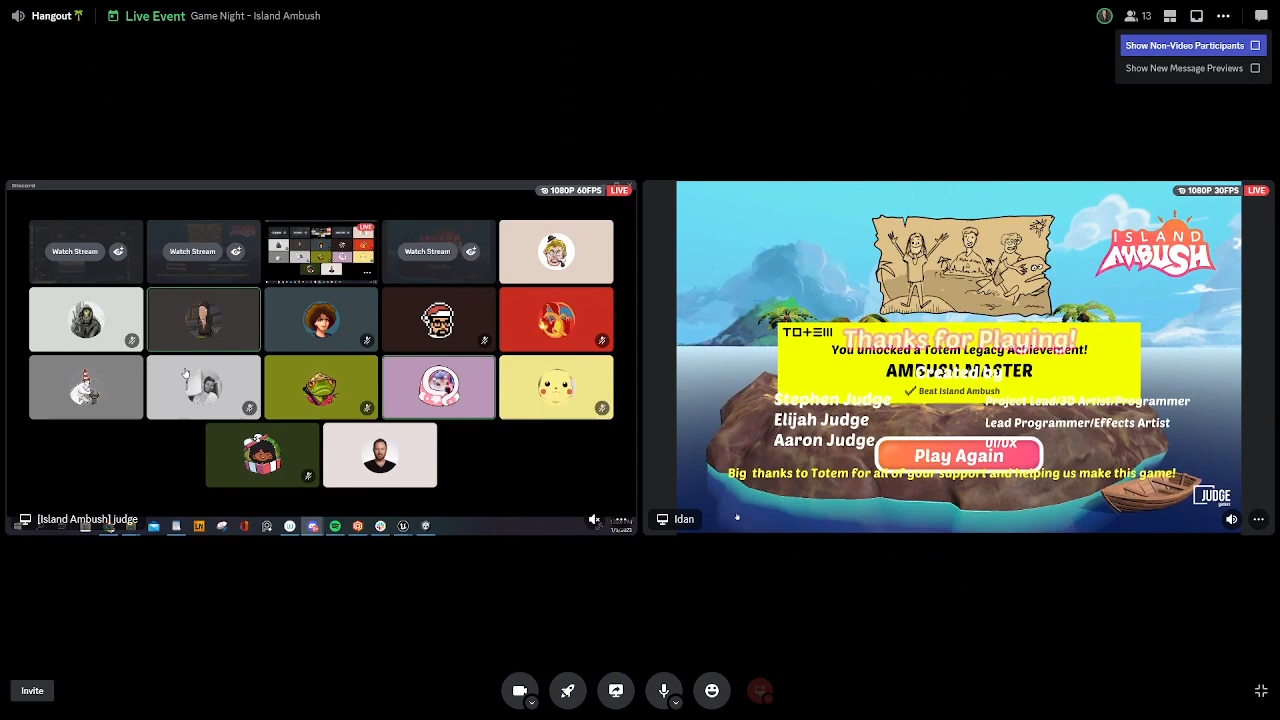 Hangout🌴
Live Event Game Night - Island Ambush
13
Show Non-Video Participants
Show New Message Previews
Discord
1080P 60FPS LIVE
Watch Stream
Watch Stream
LIVE
Watch Stream
[Island Ambush] judge
1080P 30FPS LIVE
ISLAND
AMBUSH
TOTEM
Thanks for Playing!
You unlocked a Totem Legacy Achievement!
AMBUSH MASTER
Beat Island Ambush
Stephen Judge
Project Lead/3D Artist/Programmer
Elijah Judge
Lead Programmer/Effects Artist
Aaron Judge
UI/UX
Play Again
Big thanks to Totem for all of your support and helping us make this game!
JUDGE
games
Idan
Invite